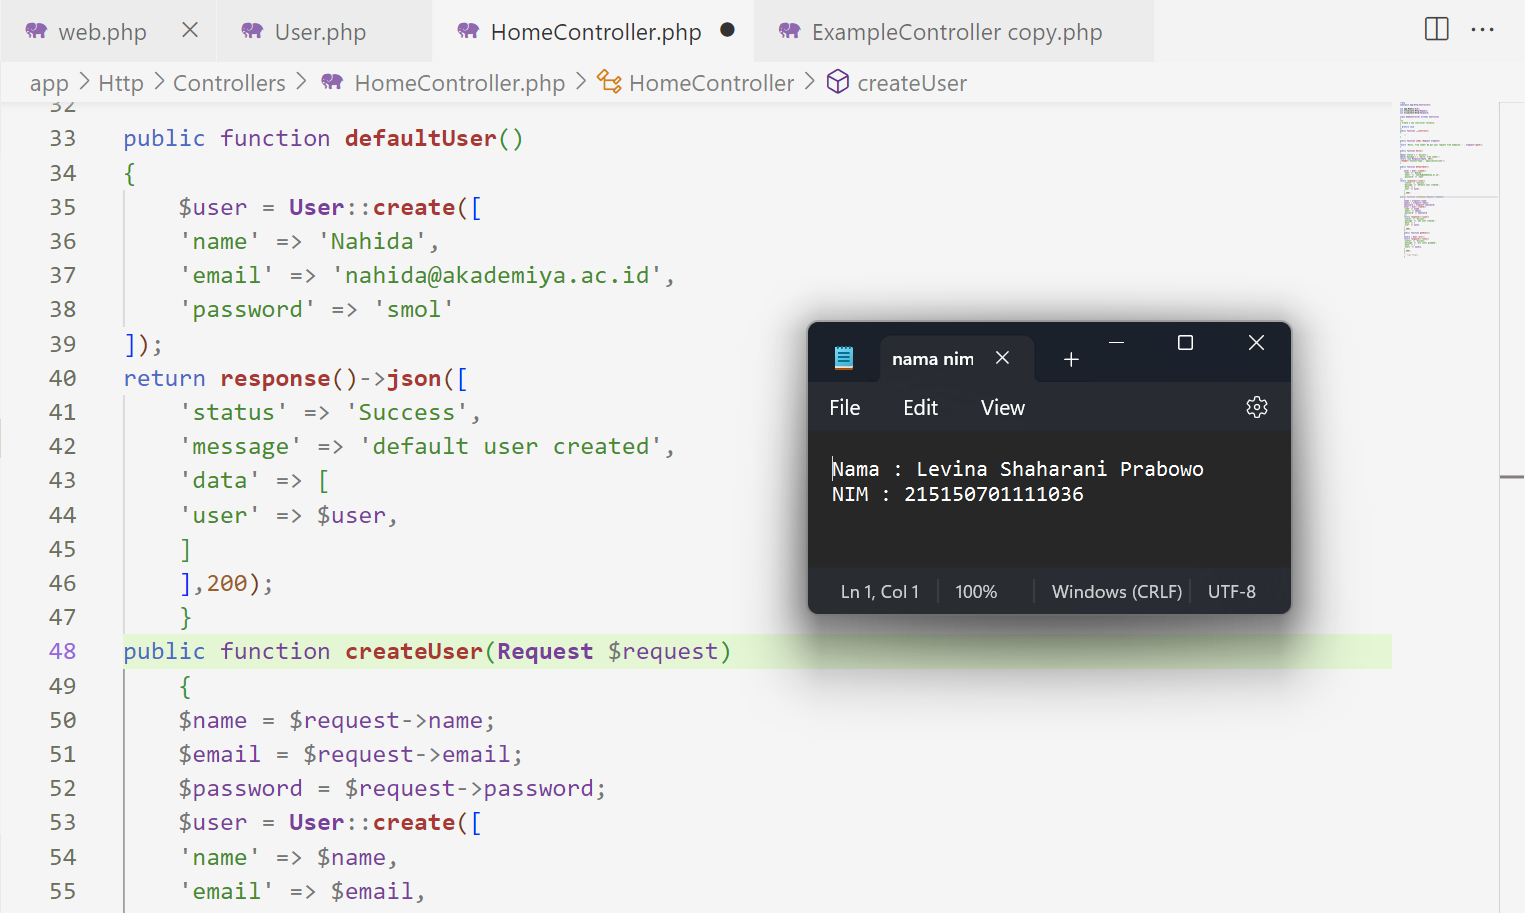 web.php User.php HomeController.php ExampleController copy.php
app > Http > Controllers > HomeController.php > HomeController > createUser
32
33 public function defaultUser()
34 {
35 $user = User::create([
36 'name' => 'Nahida',
37 'email' => 'nahida@akademiya.ac.id',
38 'password' => 'smol'
39 ]);
40 return response()->json([
41 'status' => 'Success',
42 'message' => 'default user created',
43 'data' => [
44 'user' => $user,
45 ]
46 ],200);
47 }
48 public function createUser(Request $request)
49 {
50 $name = $request->name;
51 $email = $request->email;
52 $password = $request->password;
53 $user = User::create([
54 'name' => $name,
55 'email' => $email,
nama nim
File Edit View
Nama : Levina Shaharani Prabowo
NIM : 215150701111036
Ln 1, Col 1 100% Windows (CRLF) UTF-8